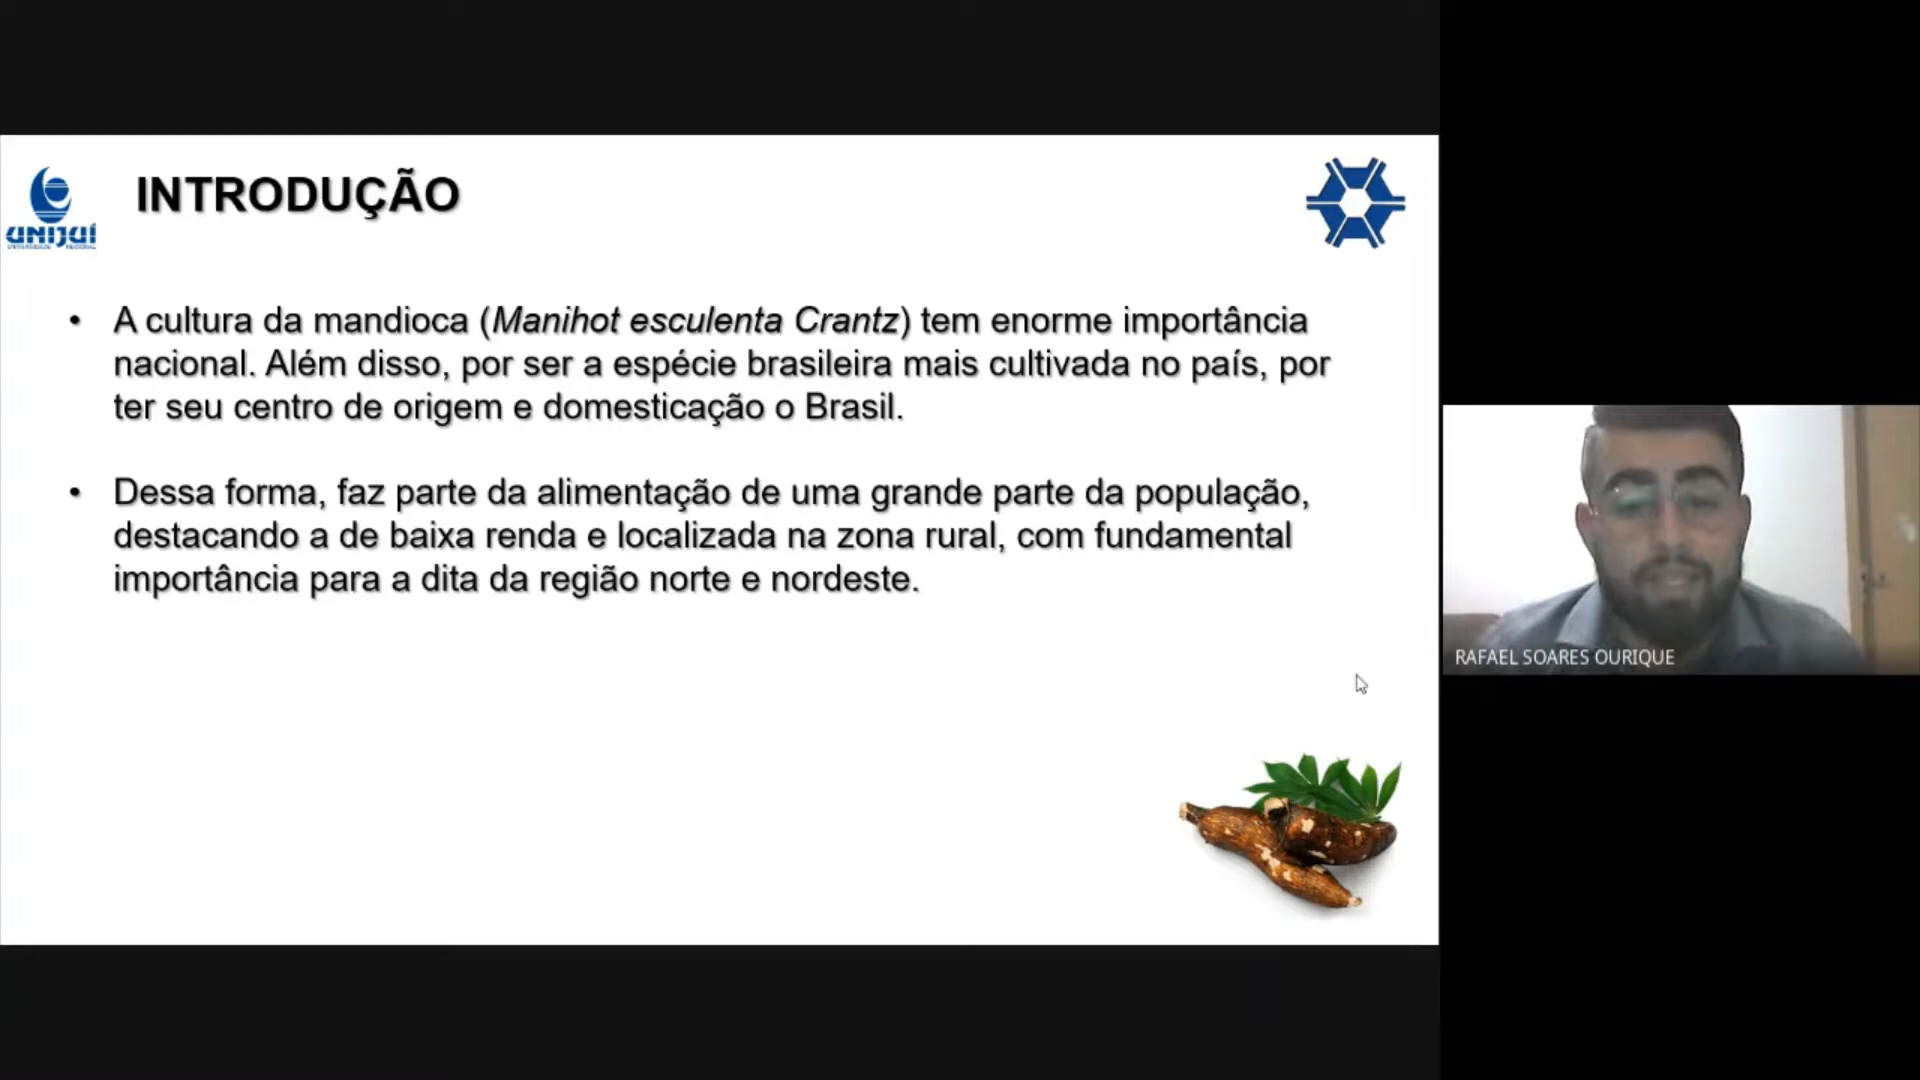 INTRODUÇÃO
UNIJUÍ
UNIVERSIDADE REGIONAL
• A cultura da mandioca (Manihot esculenta Crantz) tem enorme importância
nacional. Além disso, por ser a espécie brasileira mais cultivada no país, por
ter seu centro de origem e domesticação o Brasil.
• Dessa forma, faz parte da alimentação de uma grande parte da população,
destacando a de baixa renda e localizada na zona rural, com fundamental
importância para a dita da região norte e nordeste.
RAFAEL SOARES OURIQUE